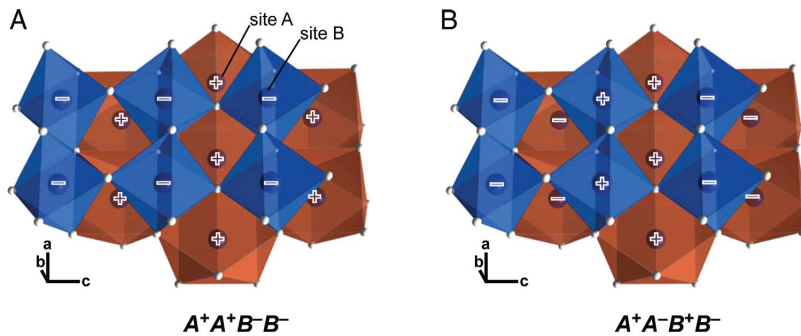 A
site A
site B
+
− − −
+ +
+
− − −
+ +
+
a
b
c
A⁺A⁺B⁻B⁻
B
+
− + −
− −
+
− + −
− −
+
a
b
c
A⁺A⁻B⁺B⁻